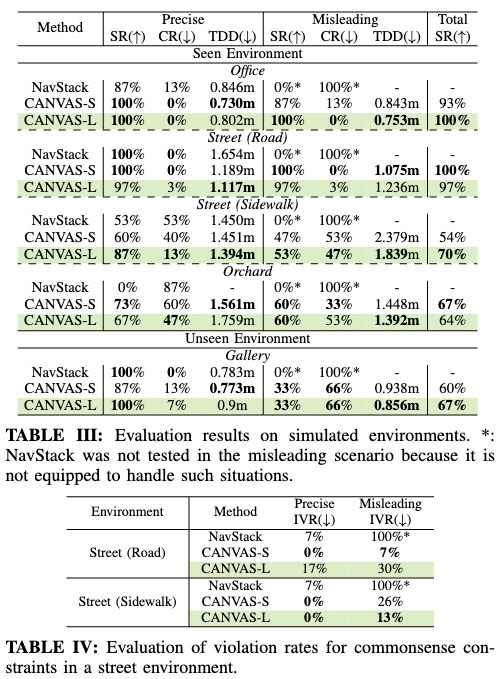 Method Precise Misleading Total
SR(↑) CR(↓) TDD(↓) SR(↑) CR(↓) TDD(↓) SR(↑)
Seen Environment
Office
NavStack 87% 13% 0.846m 0%* 100%* - -
CANVAS-S 100% 0% 0.730m 87% 13% 0.843m 93%
CANVAS-L 100% 0% 0.802m 100% 0% 0.753m 100%
Street (Road)
NavStack 100% 0% 1.654m 0%* 100%* - -
CANVAS-S 100% 0% 1.189m 100% 0% 1.075m 100%
CANVAS-L 97% 3% 1.117m 97% 3% 1.236m 97%
Street (Sidewalk)
NavStack 53% 53% 1.450m 0%* 100%* - -
CANVAS-S 60% 40% 1.451m 47% 53% 2.379m 54%
CANVAS-L 87% 13% 1.394m 53% 47% 1.839m 70%
Orchard
NavStack 0% 87% - 0%* 100%* - -
CANVAS-S 73% 60% 1.561m 60% 33% 1.448m 67%
CANVAS-L 67% 47% 1.759m 60% 53% 1.392m 64%
Unseen Environment
Gallery
NavStack 100% 0% 0.783m 0%* 100%* - -
CANVAS-S 87% 13% 0.773m 33% 66% 0.938m 60%
CANVAS-L 100% 7% 0.9m 33% 66% 0.856m 67%
TABLE III: Evaluation results on simulated environments. *:
NavStack was not tested in the misleading scenario because it is
not equipped to handle such situations.
Environment Method Precise Misleading
IVR(↓) IVR(↓)
NavStack 7% 100%*
Street (Road) CANVAS-S 0% 7%
CANVAS-L 17% 30%
NavStack 7% 100%*
Street (Sidewalk) CANVAS-S 0% 26%
CANVAS-L 0% 13%
TABLE IV: Evaluation of violation rates for commonsense con-
straints in a street environment.